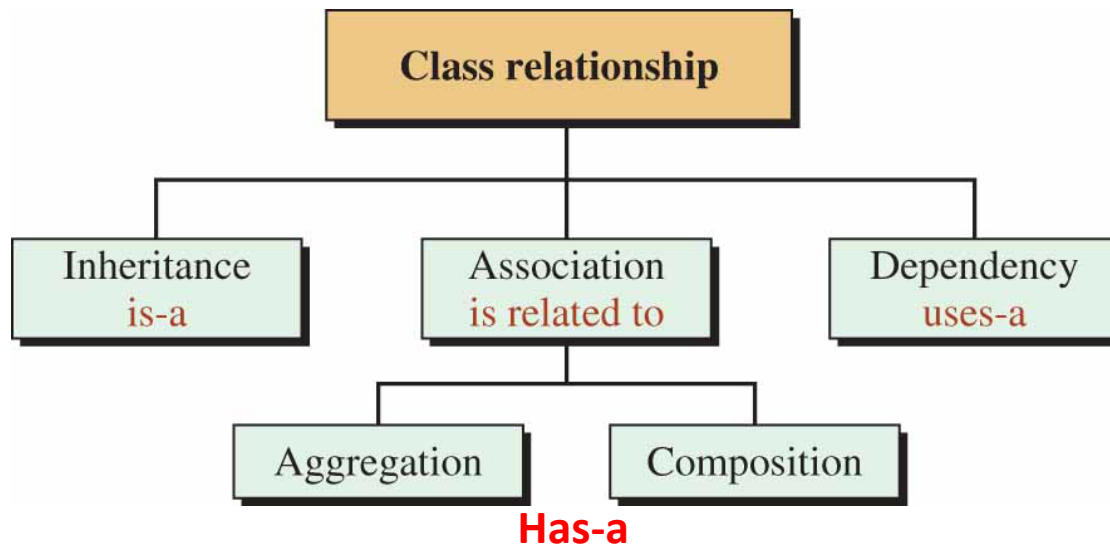 Class relationship
Inheritance
is-a
Association
is related to
Dependency
uses-a
Aggregation
Composition
Has-a